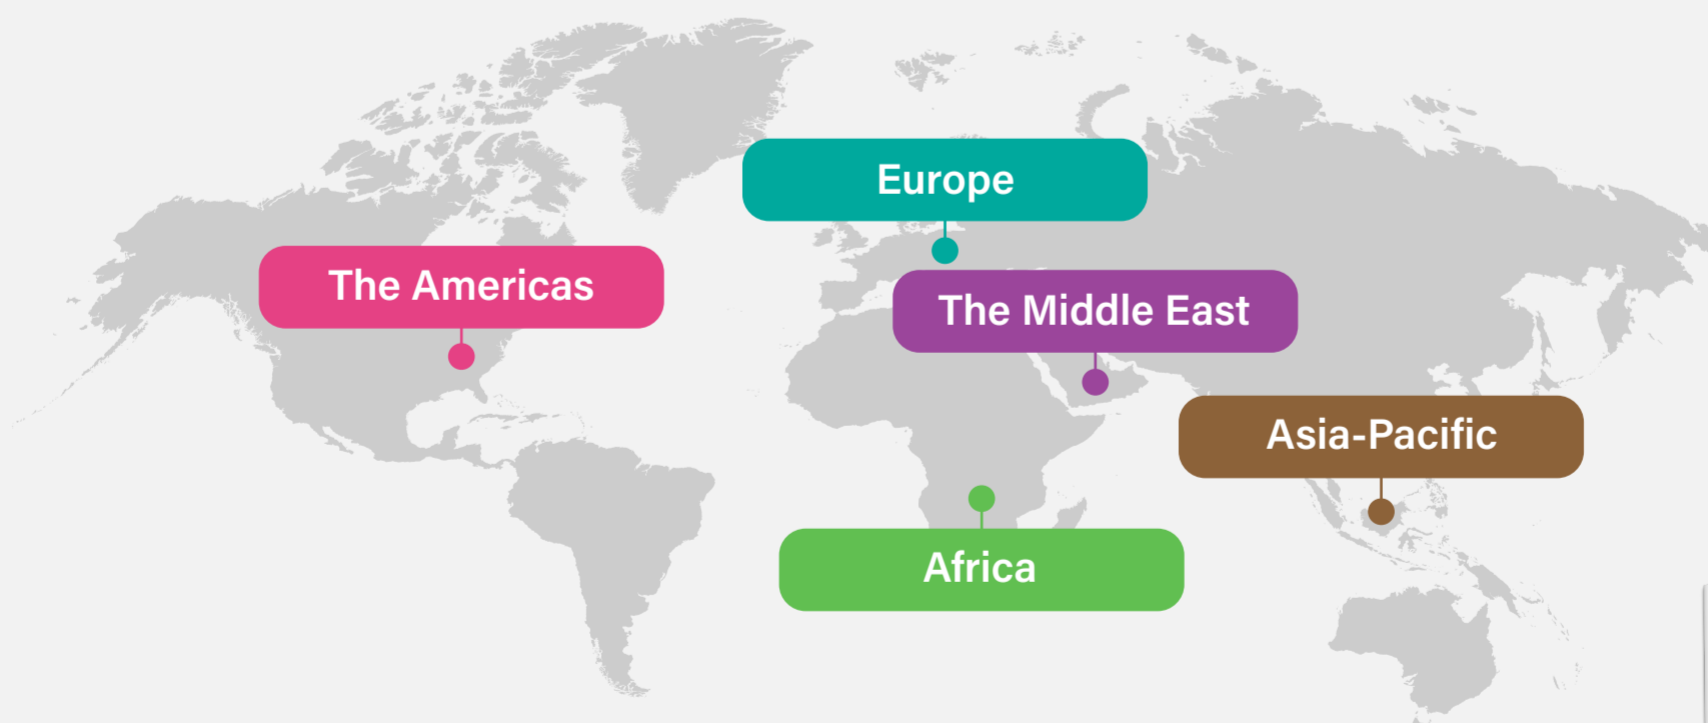 Europe
The Americas
The Middle East
Asia-Pacific
Africa